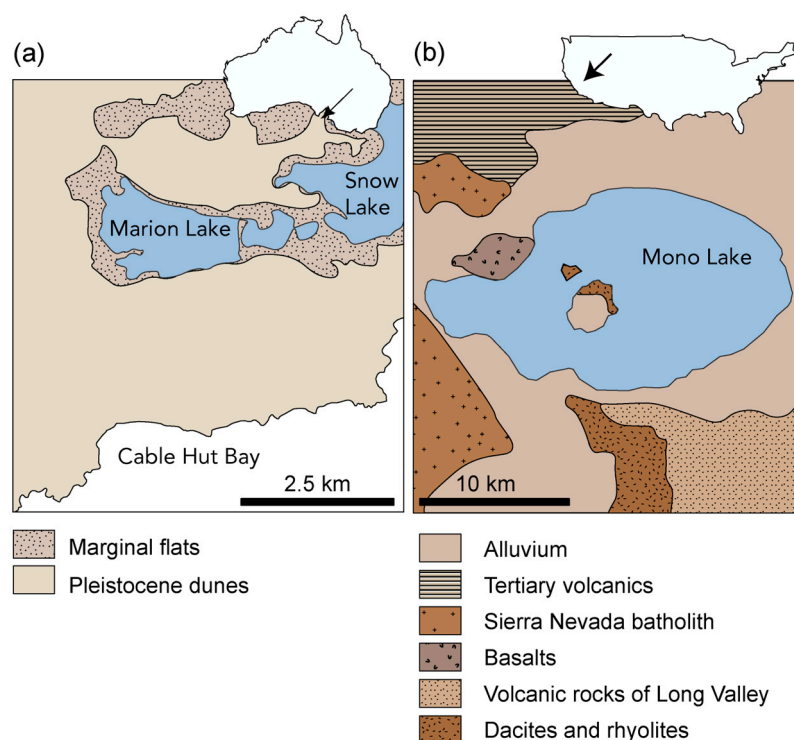 (a)
Snow
Lake
Marion Lake
Cable Hut Bay
2.5 km
Marginal flats
Pleistocene dunes
(b)
Mono Lake
10 km
Alluvium
Tertiary volcanics
Sierra Nevada batholith
Basalts
Volcanic rocks of Long Valley
Dacites and rhyolites